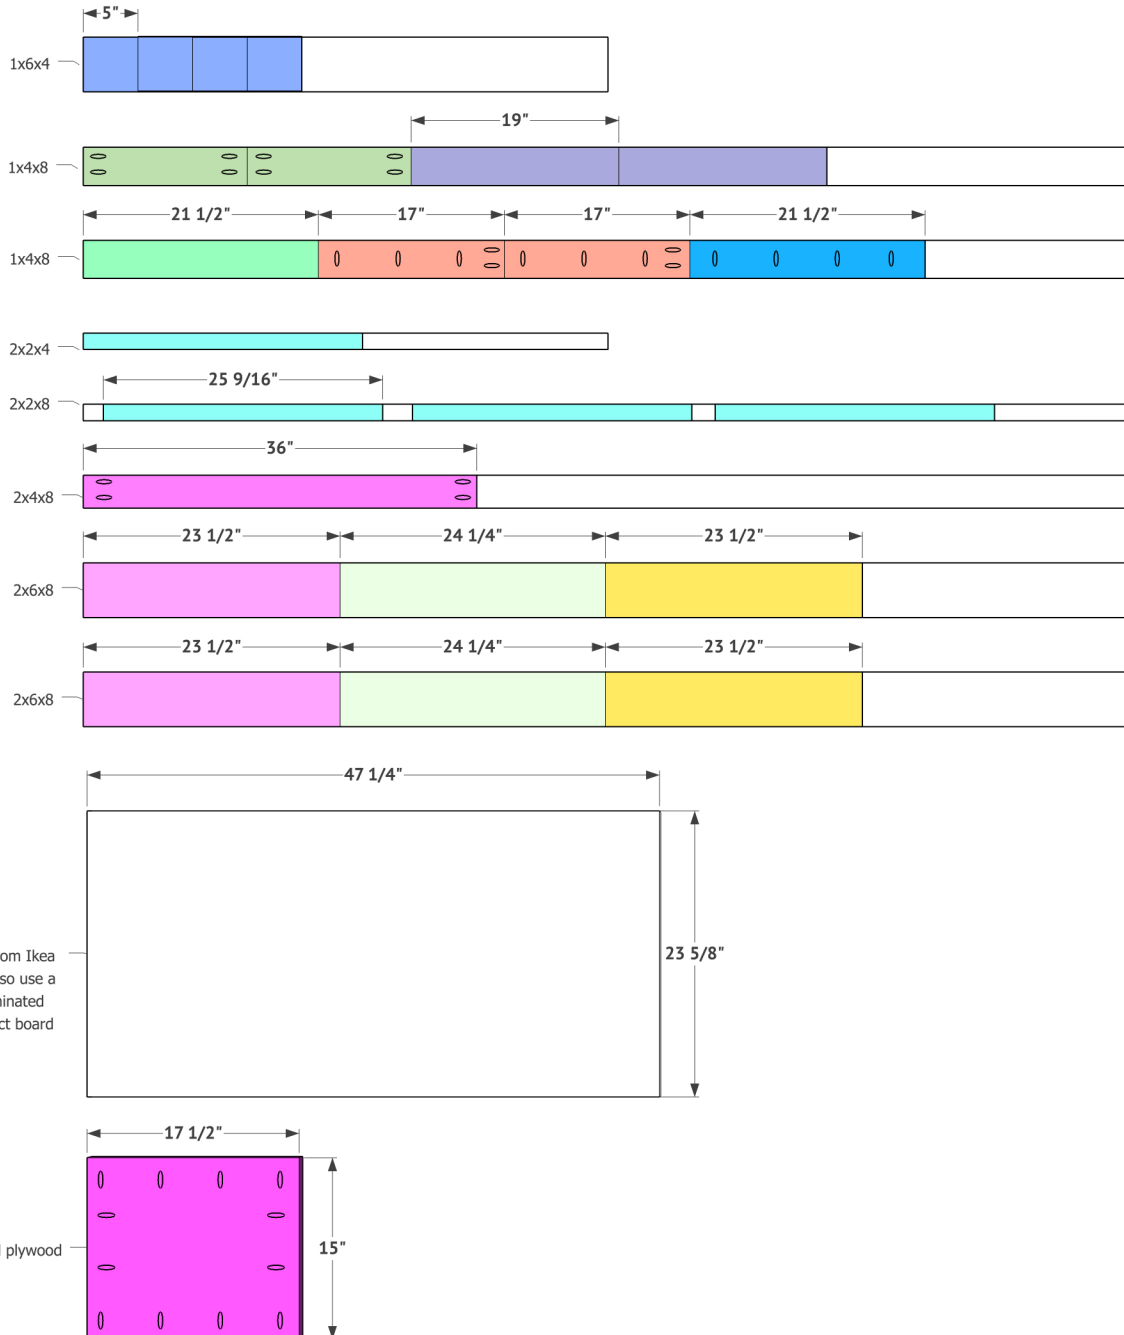 5"
1x6x4
19"
1x4x8
21 1/2" 17" 17" 21 1/2"
1x4x8
2x2x4
25 9/16"
2x2x8
36"
2x4x8
23 1/2" 24 1/4" 23 1/2"
2x6x8
23 1/2" 24 1/4" 23 1/2"
2x6x8
47 1/4"
23 5/8"
om Ikea
so use a
inated
ct board
17 1/2"
15"
plywood